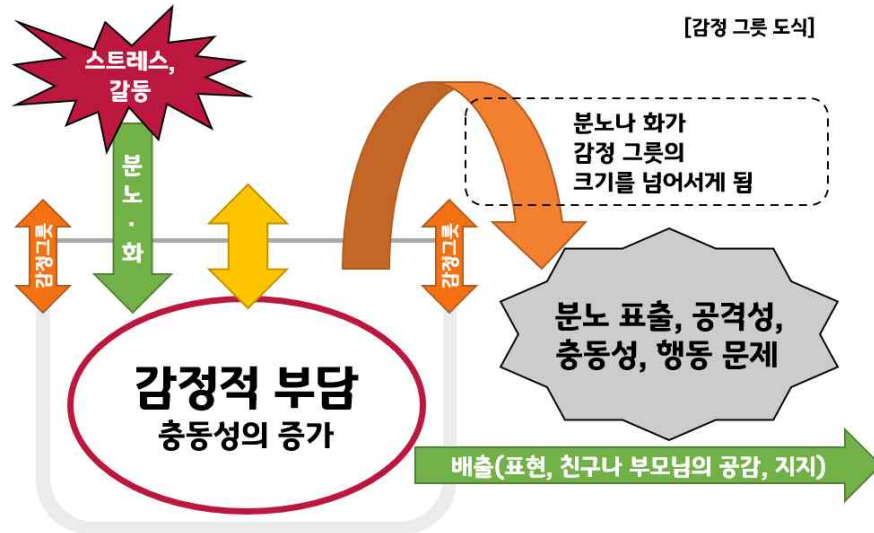 [감정 그릇 도식]
스트레스,
갈등
분노·화
분노나 화가
감정 그릇의
크기를 넘어서게 됨
감정그릇
감정그릇
분노 표출, 공격성,
충동성, 행동 문제
감정적 부담
충동성의 증가
배출(표현, 친구나 부모님의 공감, 지지)